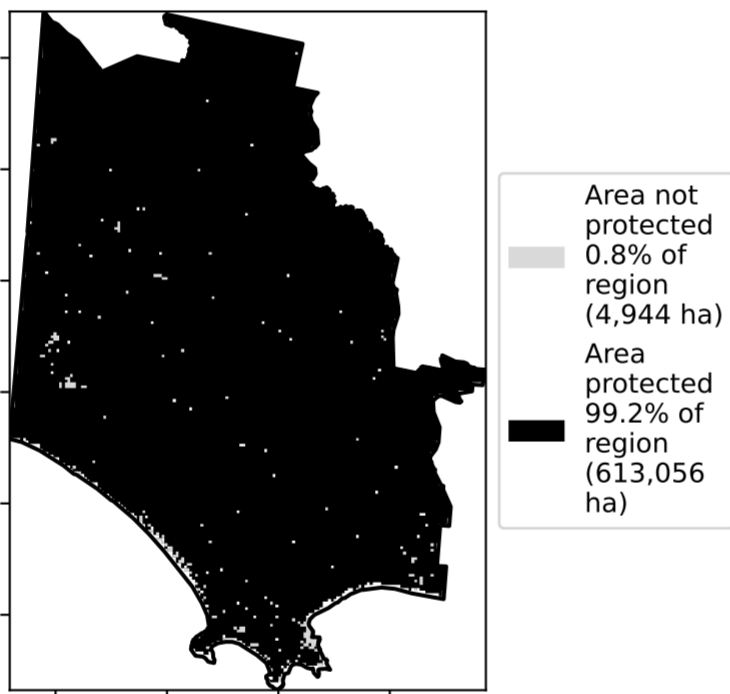 Area not
protected
0.8% of
region
(4,944 ha)
Area
protected
99.2% of
region
(613,056
ha)